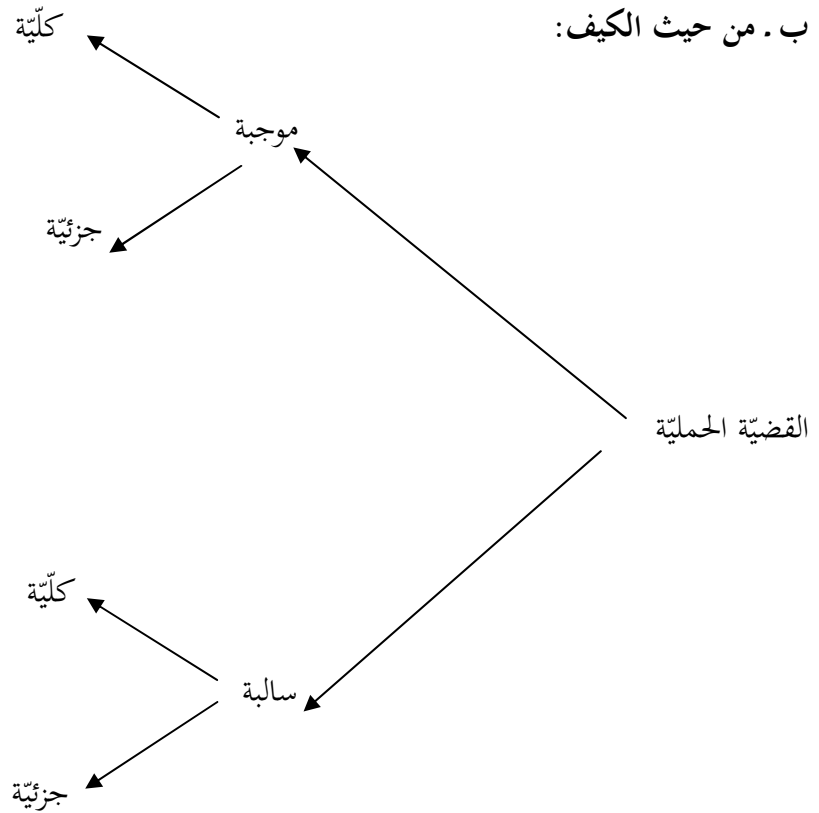 ب ـ من حيث الكيف:
كلّيّة
موجبة
جزئيّة
القضيّة الحمليّة
كلّيّة
سالبة
جزئيّة